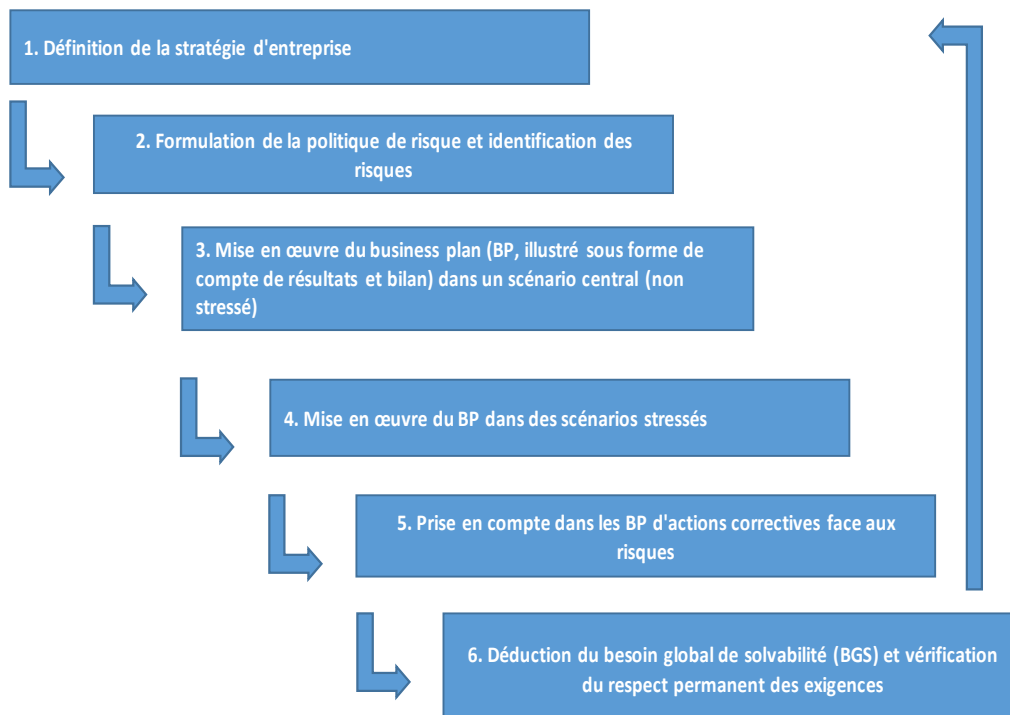 1. Définition de la stratégie d'entreprise
2. Formulation de la politique de risque et identification des
risques
3. Mise en œuvre du business plan (BP, illustré sous forme de
compte de résultats et bilan) dans un scénario central (non
stressé)
4. Mise en œuvre du BP dans des scénarios stressés
5. Prise en compte dans les BP d'actions correctives face aux
risques
6. Déduction du besoin global de solvabilité (BGS) et vérification
du respect permanent des exigences